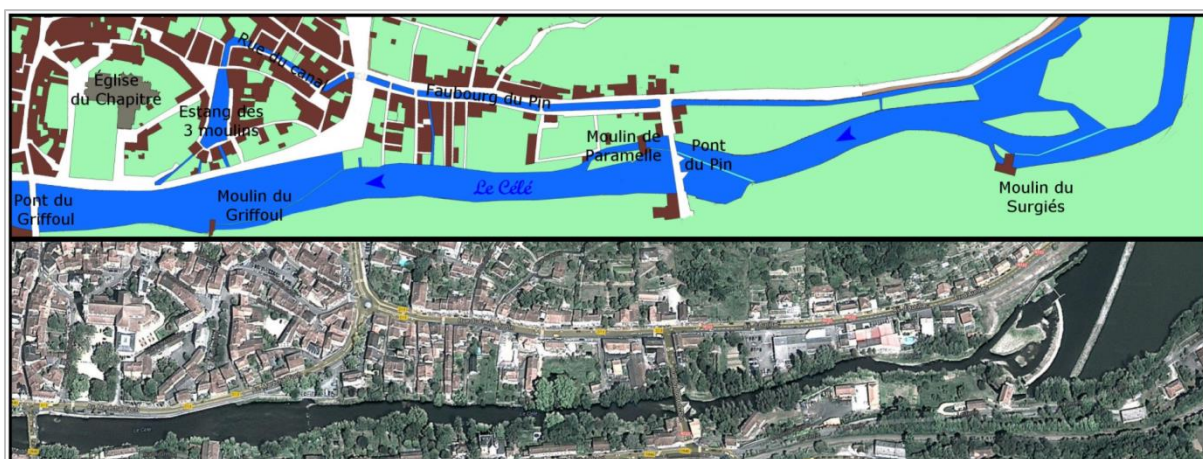 Église
du Chapitre
Rue du canal
Estang des
3 moulins
Faubourg du Pin
Moulin de
Paramelle
Pont
du Pin
Moulin du
Surgiés
Pont du
Griffoul
Moulin du
Griffoul
Le Célé